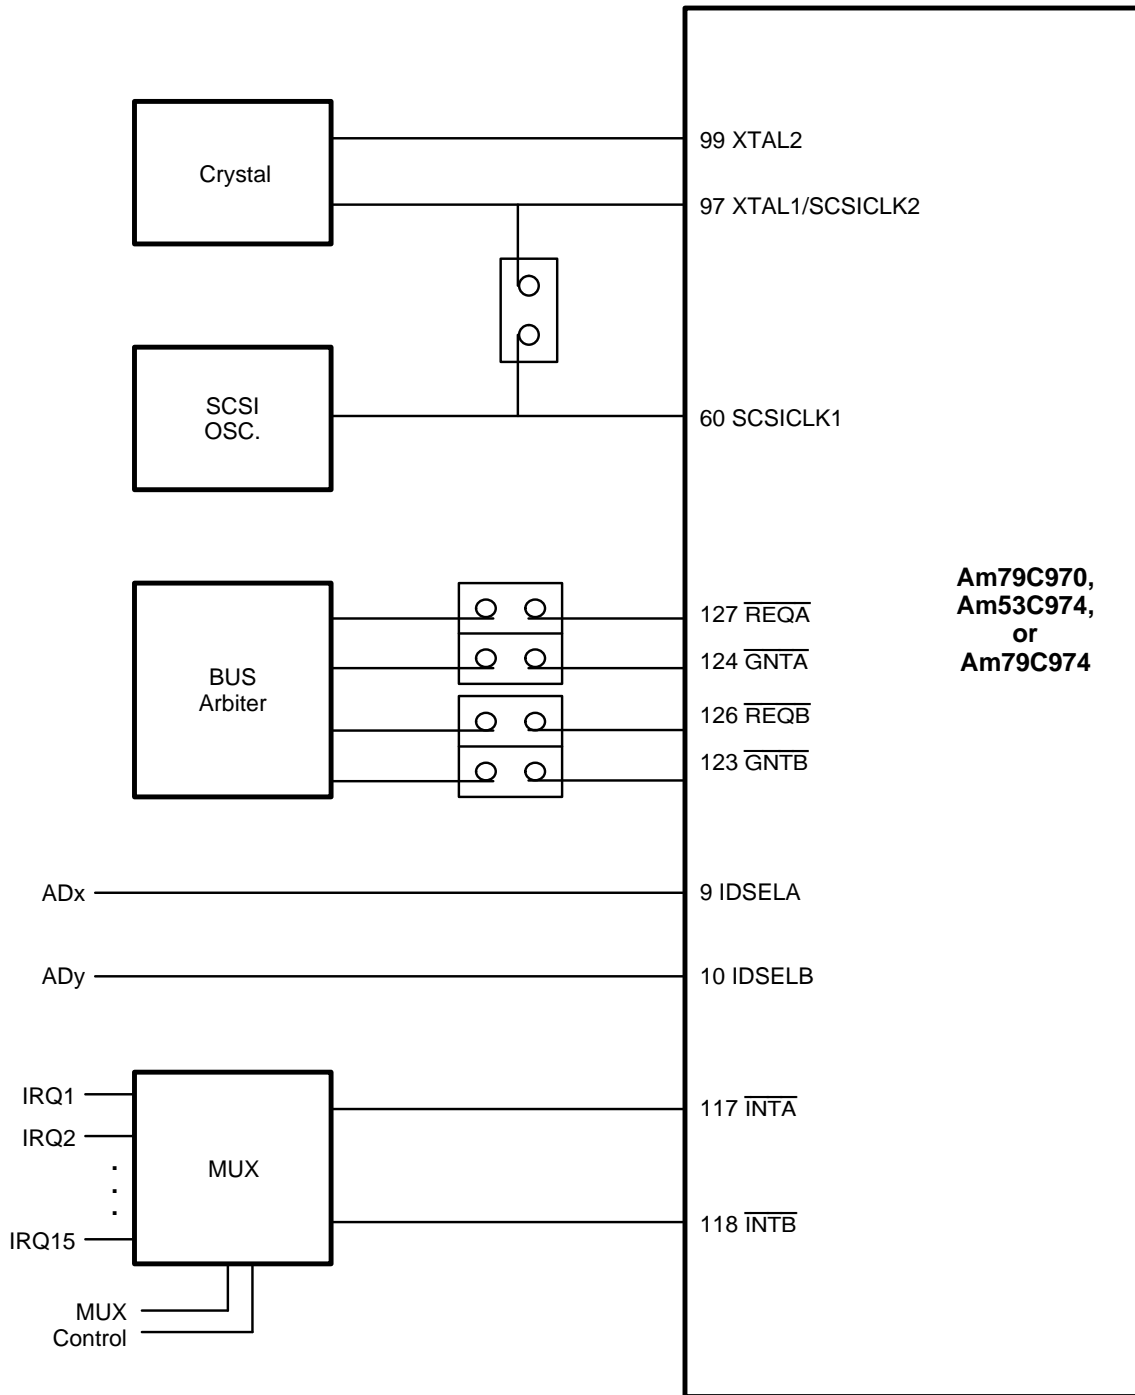 Crystal
99 XTAL2
97 XTAL1/SCSICLK2
SCSI
OSC.
60 SCSICLK1
BUS
Arbiter
127 REQA
124 GNTA
126 REQB
123 GNTB
Am79C970,
Am53C974,
or
Am79C974
ADx
9 IDSELA
ADy
10 IDSELB
IRQ1
IRQ2
.
.
.
IRQ15
MUX
117 INTA
118 INTB
MUX
Control